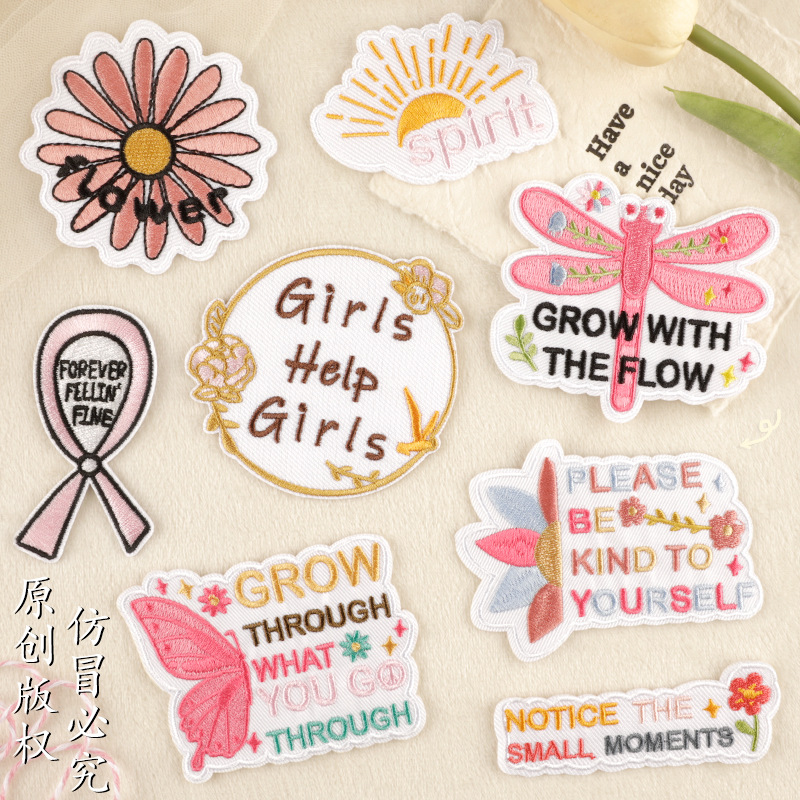 Flower
spirit
Have
a
nice
day
GROW WITH
THE FLOW
Girls
Help
Girls
FOREVER
FEELIN'
FINE
PLEASE
BE
KIND TO
YOURSELF
GROW
THROUGH
WHAT
YOU GO
THROUGH
NOTICE THE
SMALL MOMENTS
原创版权
仿冒必究